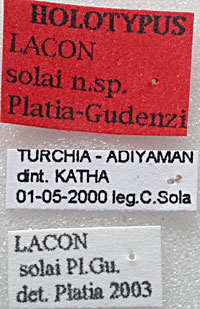 HOLOTYPUS
LACON
solai n.sp.
Platia-Gudenzi
TURCHIA - ADIYAMAN
dint. KATHA
01-05-2000 leg.C.Sola
LACON
solai Pl.Gu.
det. Platia 2003